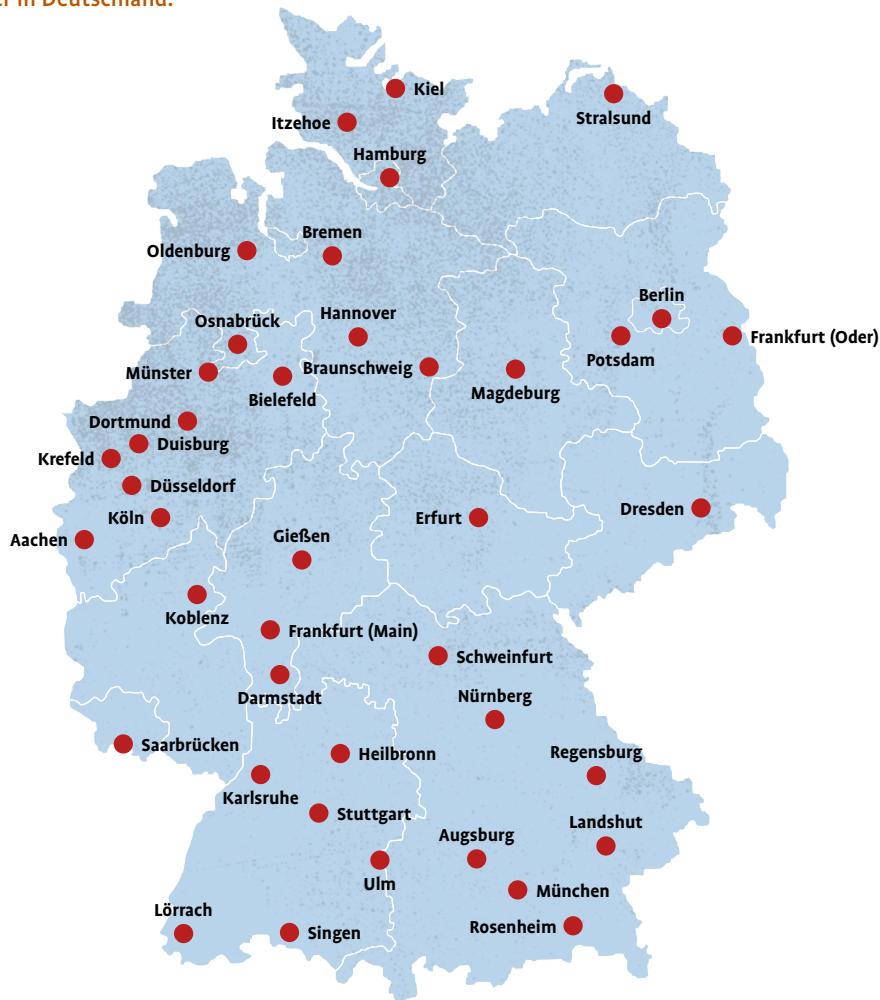 in Deutschland.
Kiel
Stralsund
Itzehoe
Hamburg
Bremen
Oldenburg
Berlin
Hannover
Osnabrück
Frankfurt (Oder)
Potsdam
Braunschweig
Münster
Magdeburg
Bielefeld
Dortmund
Duisburg
Krefeld
Düsseldorf
Dresden
Köln
Erfurt
Gießen
Aachen
Koblenz
Frankfurt (Main)
Schweinfurt
Darmstadt
Nürnberg
Saarbrücken
Heilbronn
Regensburg
Karlsruhe
Stuttgart
Landshut
Augsburg
Ulm
München
Lörrach
Rosenheim
Singen